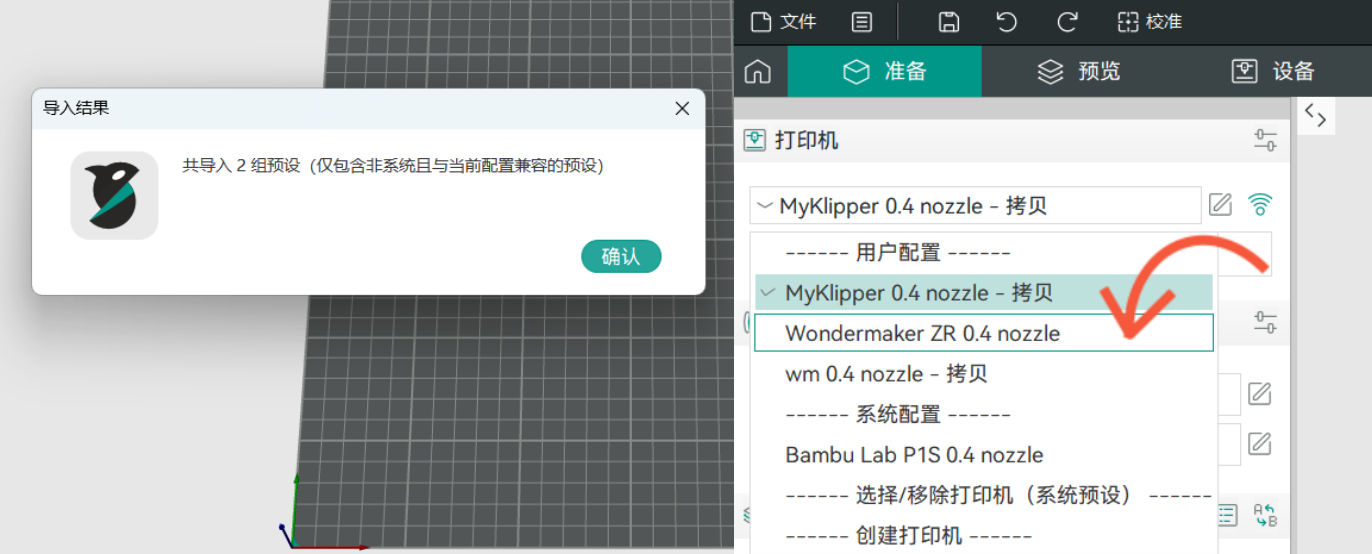 导入结果
共导入 2 组预设（仅包含非系统且与当前配置兼容的预设）
确认
文件
校准
准备
预览
设备
打印机
MyKlipper 0.4 nozzle - 拷贝
------ 用户配置 ------
MyKlipper 0.4 nozzle - 拷贝
Wondermaker ZR 0.4 nozzle
wm 0.4 nozzle - 拷贝
------ 系统配置 ------
Bambu Lab P1S 0.4 nozzle
------ 选择/移除打印机（系统预设） ------
------ 创建打印机 ------
A
B